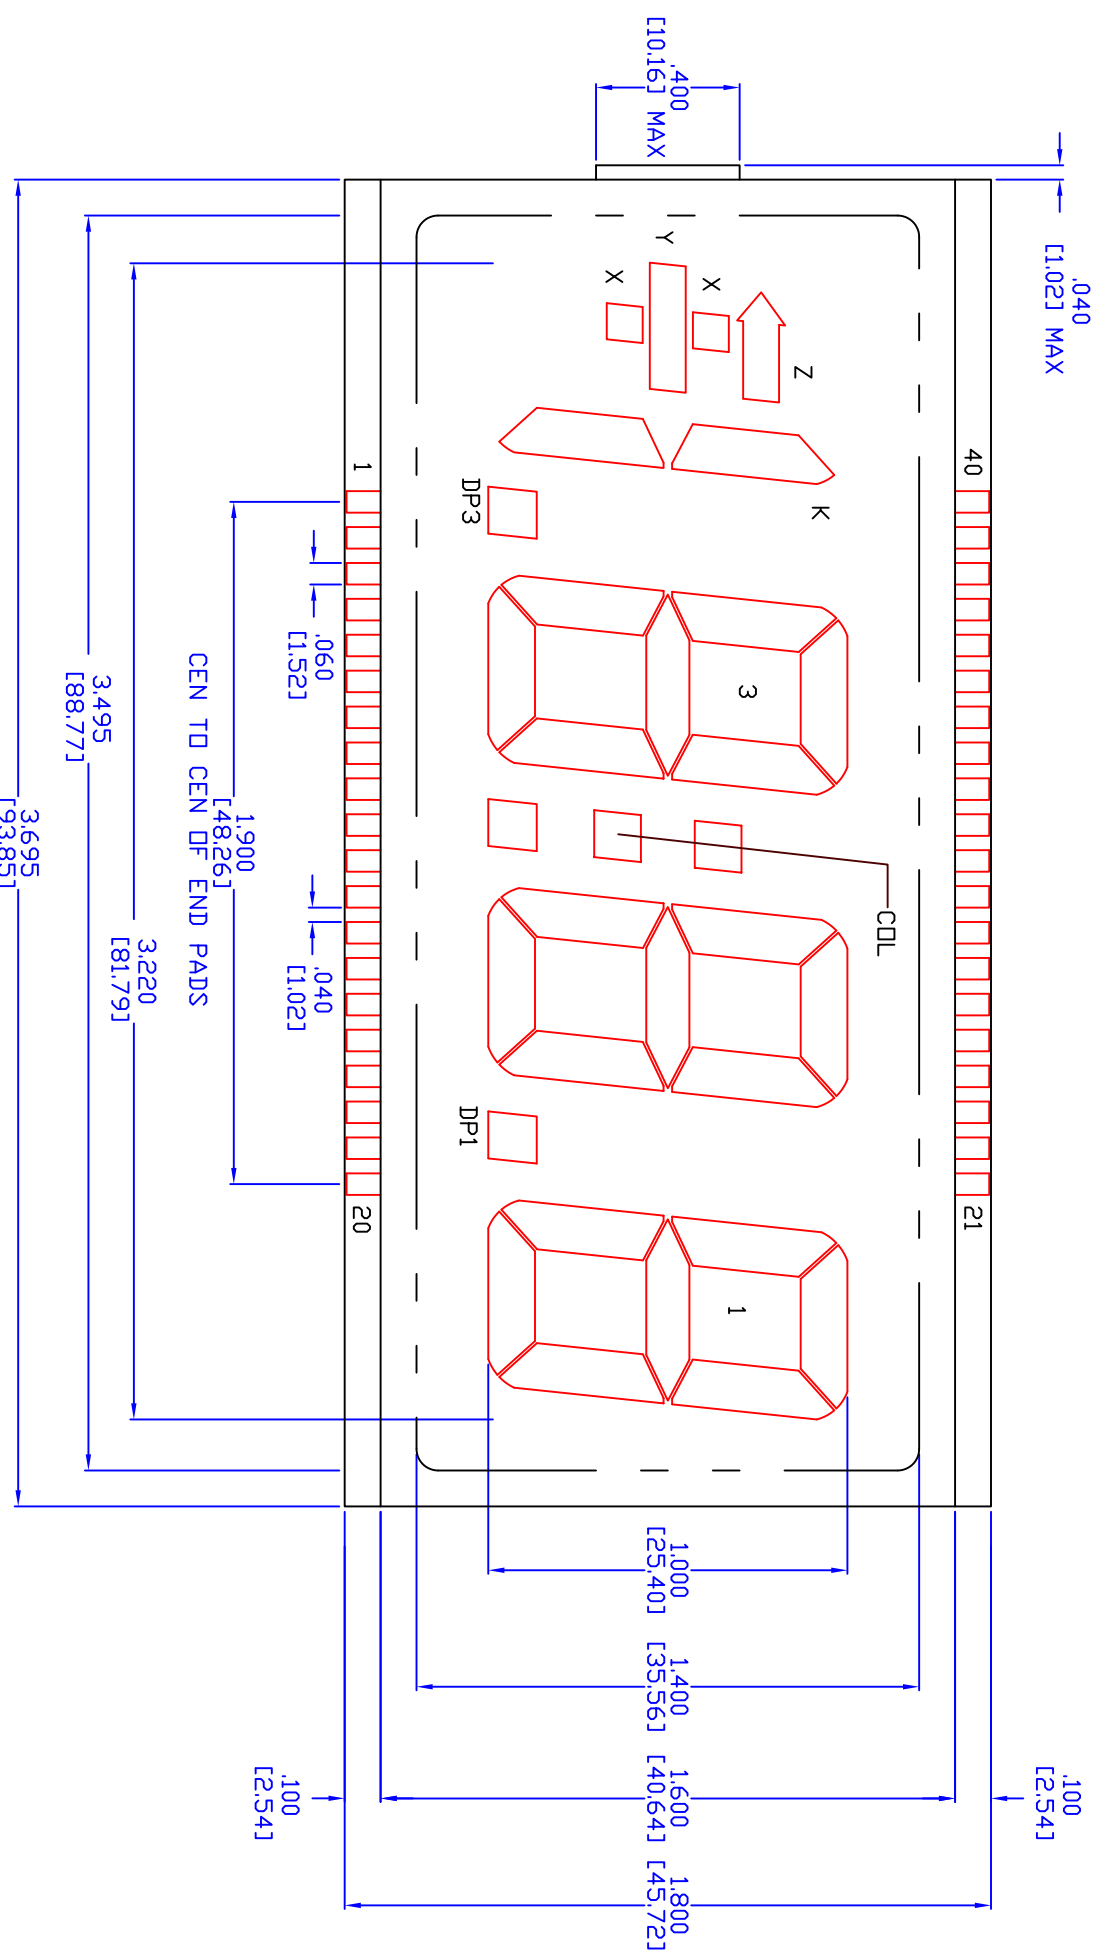 .400
[10.16] MAX
.040
[1.02] MAX
Z
X
Y
X
K
40
21
1
20
DP3
3
COL
DP1
1
.060
[1.52]
.040
[1.02]
1.900
[48.26]
CEN TO CEN OF END PADS
3.220
[81.79]
3.495
[88.77]
3.695
[93.85]
1.000
[25.40]
1.400
[35.56]
1.600
[40.64]
1.800
[45.72]
.100
[2.54]
.100
[2.54]